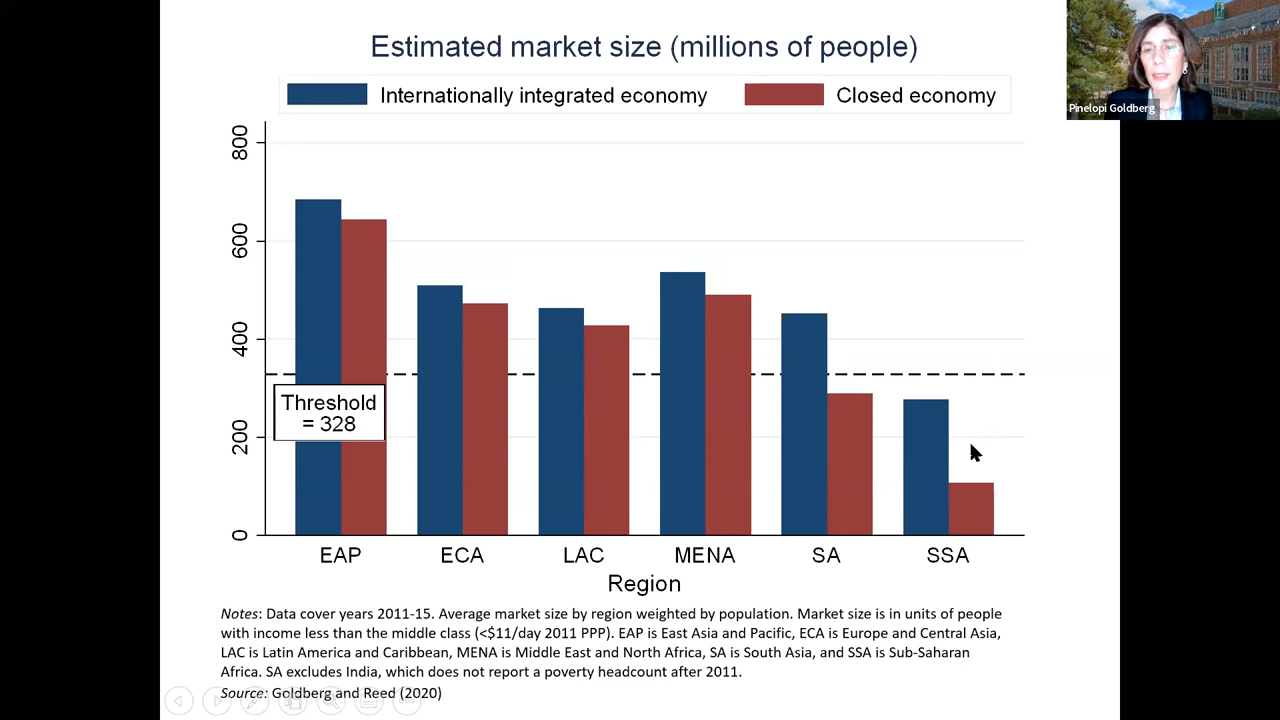 Estimated market size (millions of people)
Internationally integrated economy
Closed economy
Pinelopi Goldberg
800
600
400
200
0
Threshold
= 328
EAP
ECA
LAC
MENA
SA
SSA
Region
Notes: Data cover years 2011-15. Average market size by region weighted by population. Market size is in units of people
with income less than the middle class (<$11/day 2011 PPP). EAP is East Asia and Pacific, ECA is Europe and Central Asia,
LAC is Latin America and Caribbean, MENA is Middle East and North Africa, SA is South Asia, and SSA is Sub-Saharan
Africa. SA excludes India, which does not report a poverty headcount after 2011.
Source: Goldberg and Reed (2020)